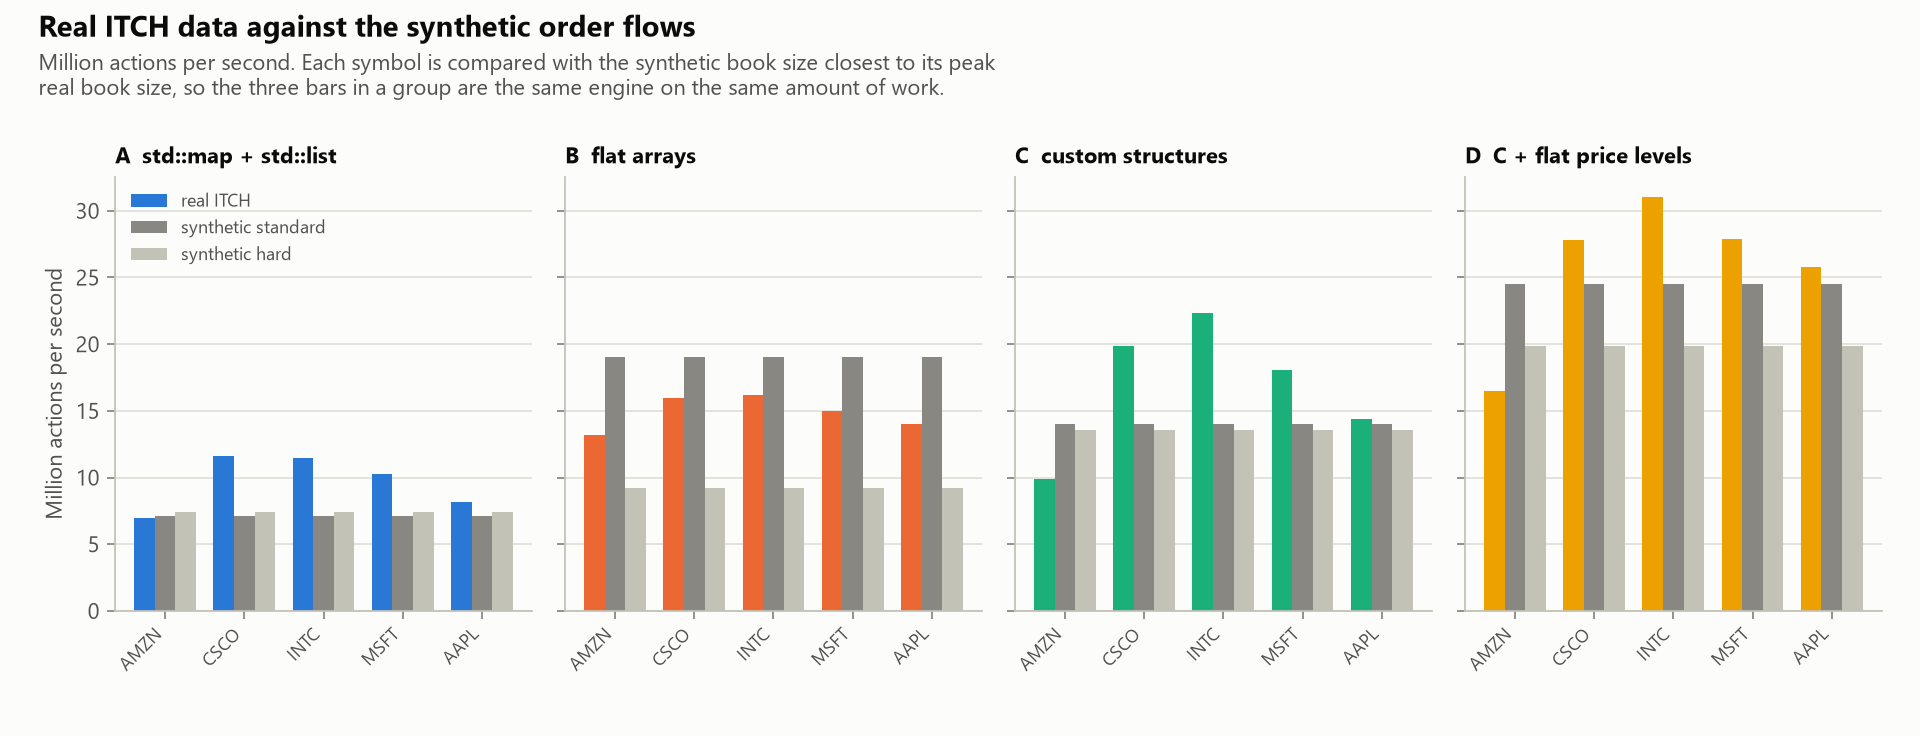 Real ITCH data against the synthetic order flows
Million actions per second. Each symbol is compared with the synthetic book size closest to its peak
real book size, so the three bars in a group are the same engine on the same amount of work.
A std::map + std::list
B flat arrays
C custom structures
D C + flat price levels
real ITCH
synthetic standard
synthetic hard
Million actions per second
30
25
20
15
10
5
0
AMZN CSCO INTC MSFT AAPL
AMZN CSCO INTC MSFT AAPL
AMZN CSCO INTC MSFT AAPL
AMZN CSCO INTC MSFT AAPL